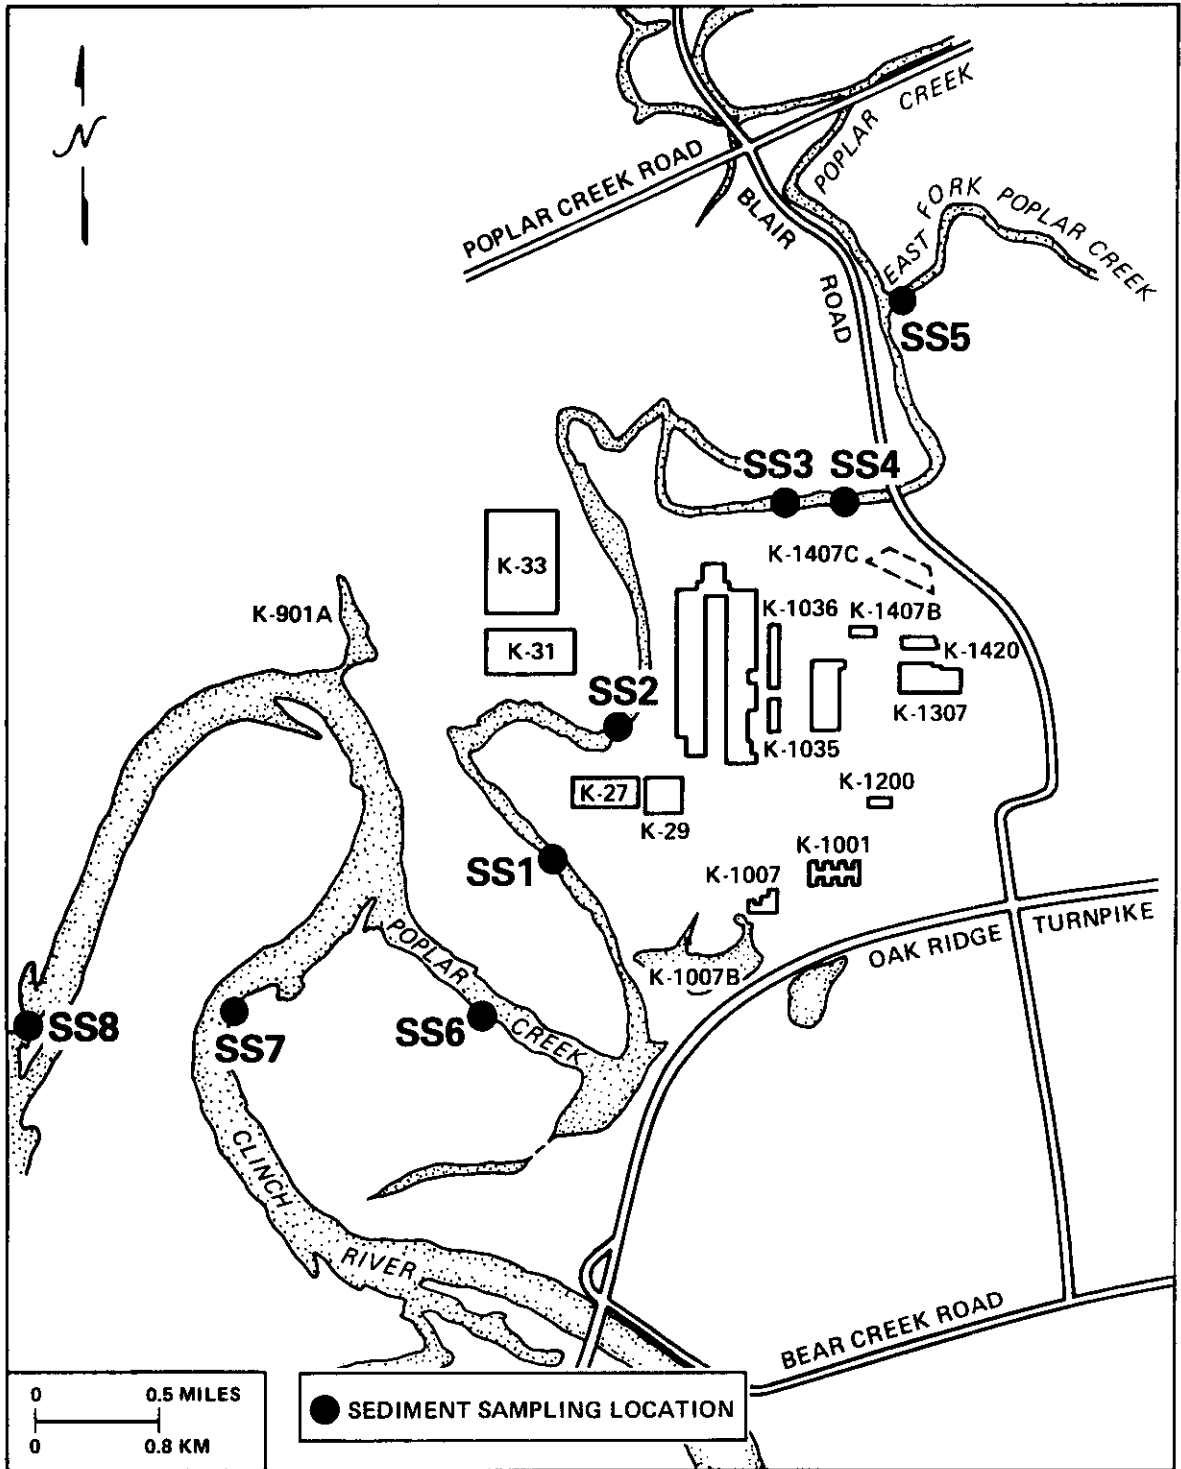 N
POPLAR CREEK ROAD
CREEK
POPLAR
BLAIR
ROAD
EAST FORK POPLAR CREEK
SS5
SS3
SS4
K-33
K-1407C
K-901A
K-1036
K-1407B
K-31
K-1420
SS2
K-1307
K-1035
K-27
K-29
K-1200
SS1
K-1001
K-1007
POPLAR
CREEK
OAK RIDGE
TURNPIKE
K-1007B
SS8
SS7
SS6
CLINCH
RIVER
BEAR CREEK ROAD
0 0.5 MILES
0 0.8 KM
SEDIMENT SAMPLING LOCATION